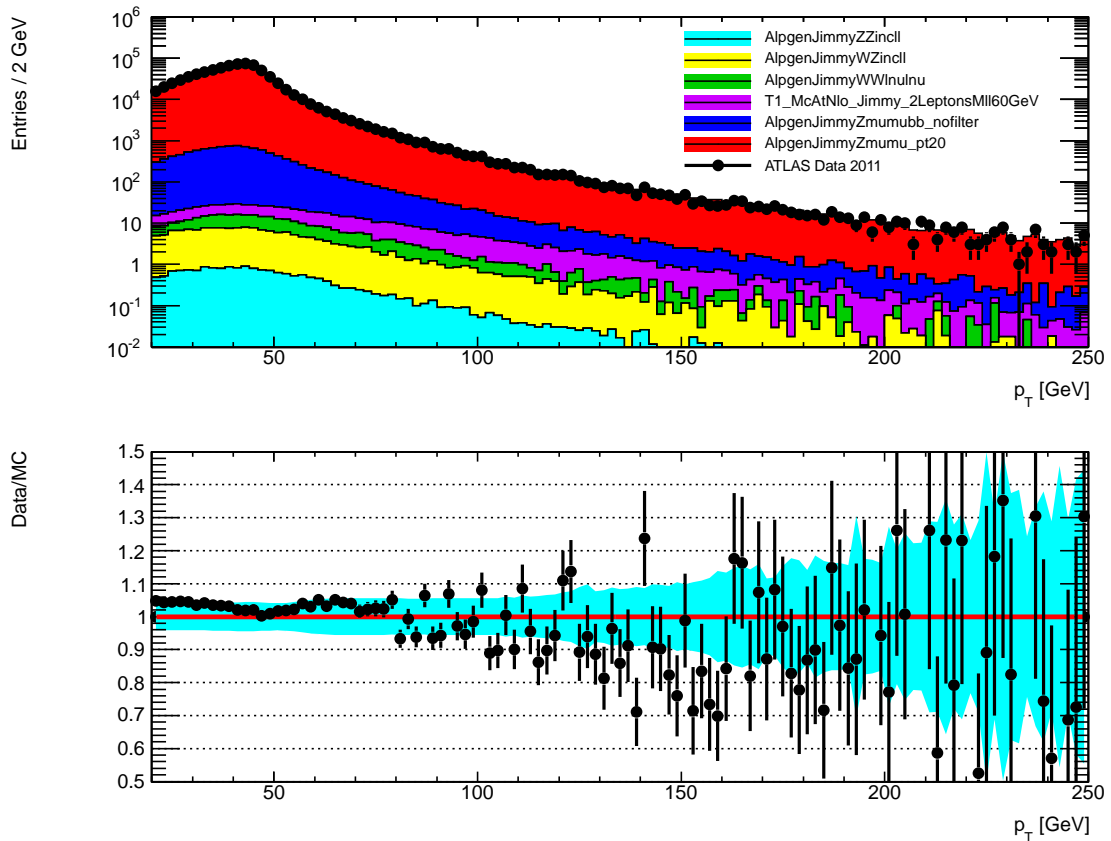 Entries / 2 GeV
10^6
10^5
10^4
10^3
10^2
10
1
10^-1
10^-2
AlpgenJimmyZZincll
AlpgenJimmyWZincll
AlpgenJimmyWWlnulnu
T1_McAtNlo_Jimmy_2LeptonsMll60GeV
AlpgenJimmyZmumubb_nofilter
AlpgenJimmyZmumu_pt20
ATLAS Data 2011
50 100 150 200 250
p_T [GeV]
Data/MC
1.5
1.4
1.3
1.2
1.1
1
0.9
0.8
0.7
0.6
0.5
50 100 150 200 250
p_T [GeV]